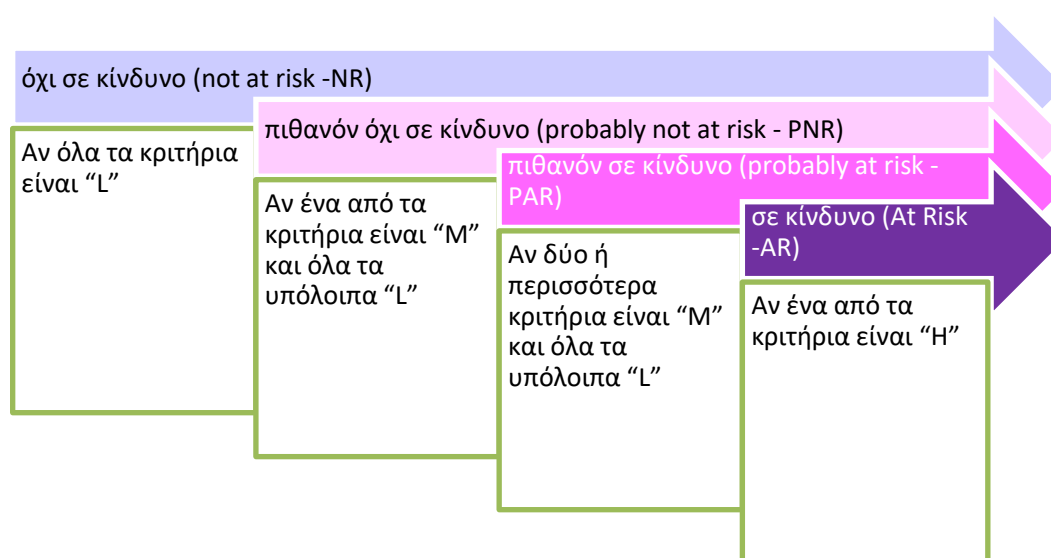 όχι σε κίνδυνο (not at risk -NR)
Αν όλα τα κριτήρια
είναι “L”
πιθανόν όχι σε κίνδυνο (probably not at risk - PNR)
Αν ένα από τα
κριτήρια είναι “M”
και όλα τα
υπόλοιπα “L”
πιθανόν σε κίνδυνο (probably at risk -
PAR)
Αν δύο ή
περισσότερα
κριτήρια είναι “M”
και όλα τα
υπόλοιπα “L”
σε κίνδυνο (At Risk
-AR)
Αν ένα από τα
κριτήρια είναι “H”